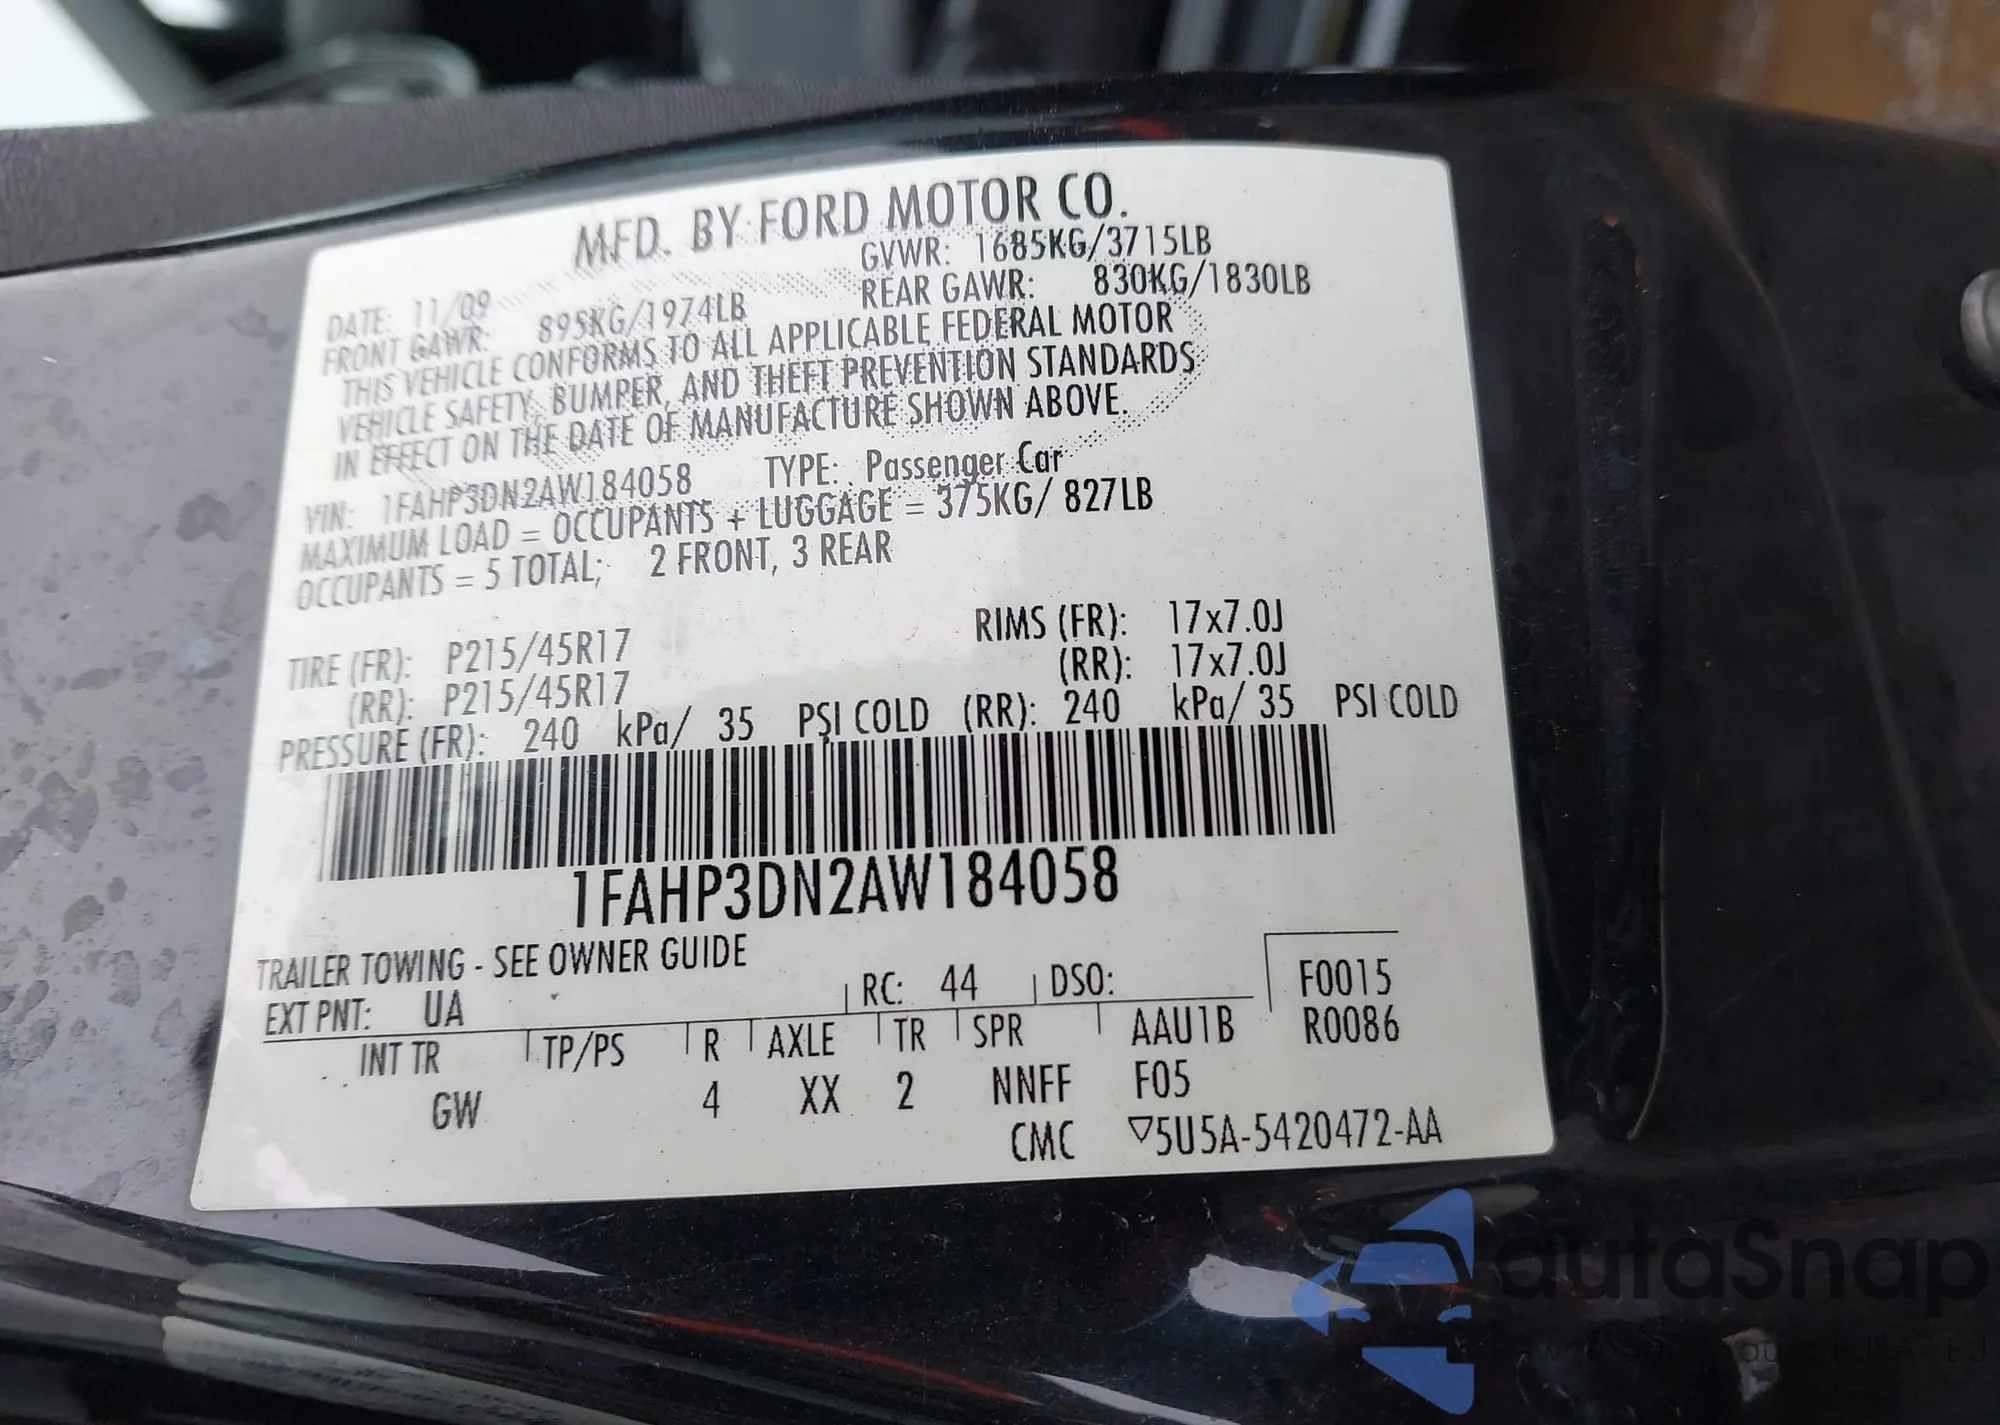 MFD. BY FORD MOTOR CO.
DATE: 11/09 GVWR: 1685KG/3715LB
FRONT GAWR: 895KG/1974LB REAR GAWR: 830KG/1830LB
THIS VEHICLE CONFORMS TO ALL APPLICABLE FEDERAL MOTOR
VEHICLE SAFETY, BUMPER, AND THEFT PREVENTION STANDARDS
IN EFFECT ON THE DATE OF MANUFACTURE SHOWN ABOVE.
VIN: 1FAHP3DN2AW184058 TYPE: Passenger Car
MAXIMUM LOAD = OCCUPANTS + LUGGAGE = 375KG/ 827LB
OCCUPANTS = 5 TOTAL; 2 FRONT, 3 REAR
TIRE (FR): P215/45R17 RIMS (FR): 17x7.0J
(RR): P215/45R17 (RR): 17x7.0J
PRESSURE (FR): 240 kPa/ 35 PSI COLD (RR): 240 kPa/ 35 PSI COLD
1FAHP3DN2AW184058
TRAILER TOWING - SEE OWNER GUIDE
EXT PNT: UA RC: 44 DSO: F0015
INT TR TP/PS R AXLE TR SPR AAU1B R0086
GW 4 XX 2 NNFF F05
CMC ▽5U5A-5420472-AA
autaSnap